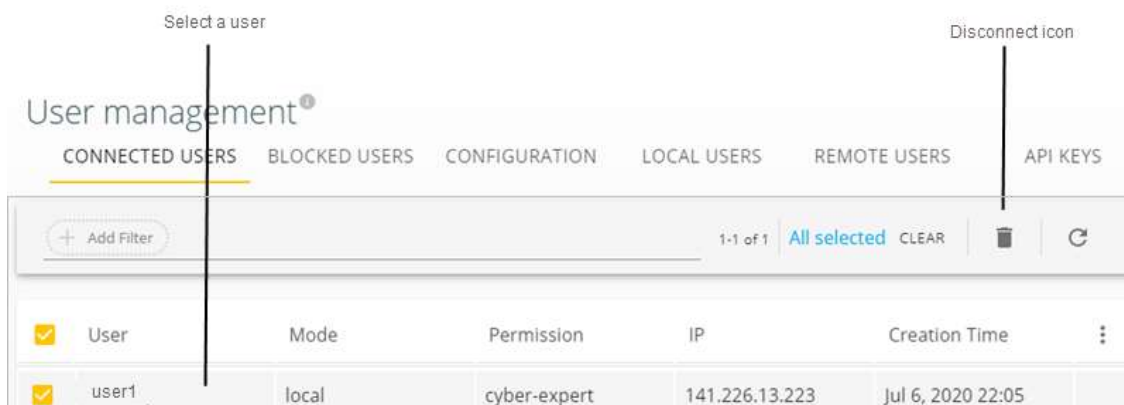 Select a user
Disconnect icon
User management
CONNECTED USERS BLOCKED USERS CONFIGURATION LOCAL USERS REMOTE USERS API KEYS
+ Add Filter 1-1 of 1 All selected CLEAR
User Mode Permission IP Creation Time
user1 local cyber-expert 141.226.13.223 Jul 6, 2020 22:05